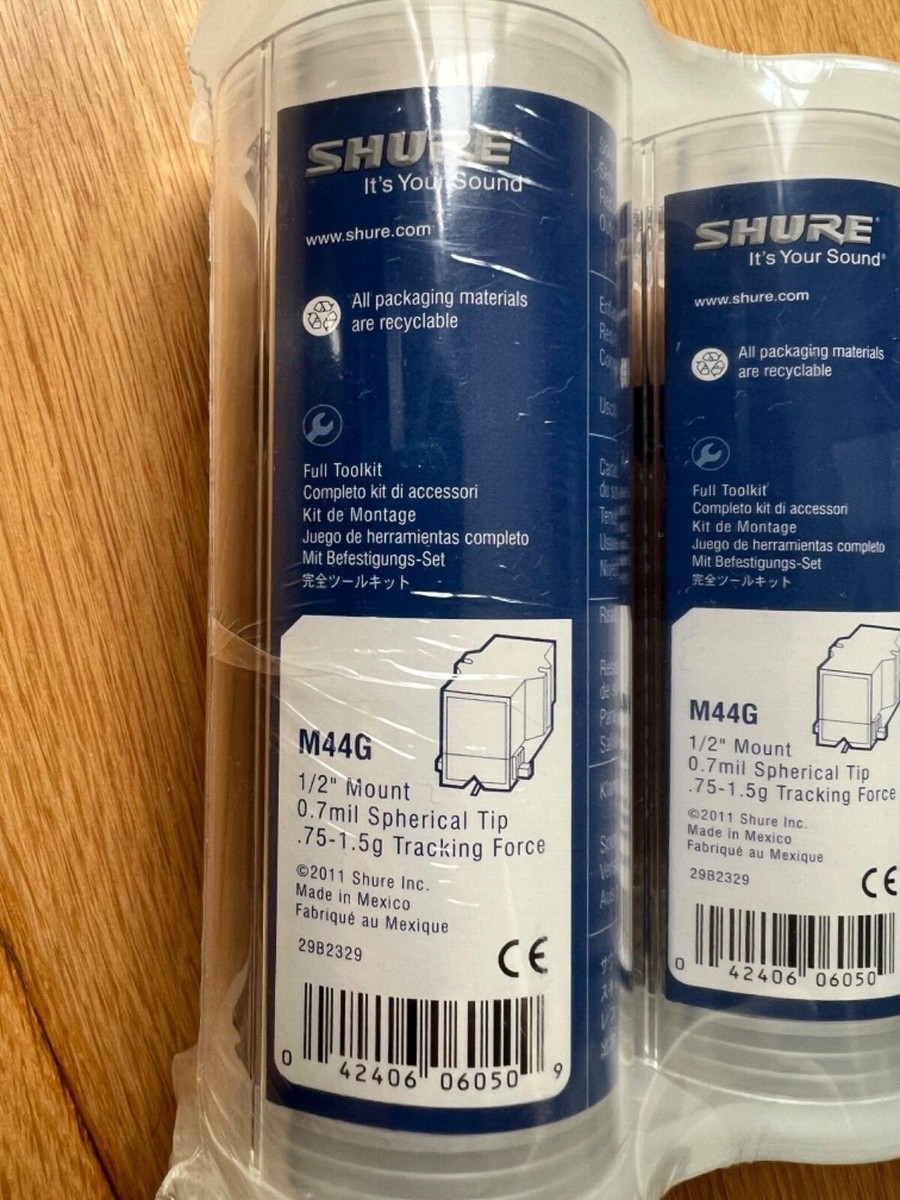 SHURE
It's Your Sound
www.shure.com
All packaging materials
are recyclable
Full Toolkit
Completo kit di accessori
Kit de Montage
Juego de herramientas completo
Mit Befestigungs-Set
完全ツールキット
M44G
1/2" Mount
0.7mil Spherical Tip
.75-1.5g Tracking Force
©2011 Shure Inc.
Made in Mexico
Fabriqué au Mexique
29B2329
CE
0 42406 06050 9
SHURE
It's Your Sound®
www.shure.com
All packaging materials
are recyclable
Full Toolkit
Completo kit di accessori
Kit de Montage
Juego de herramientas completo
Mit Befestigungs-Set
完全ツールキット
M44G
1/2" Mount
0.7mil Spherical Tip
.75-1.5g Tracking Force
©2011 Shure Inc.
Made in Mexico
Fabriqué au Mexique
29B2329
CE
0 42406 06050